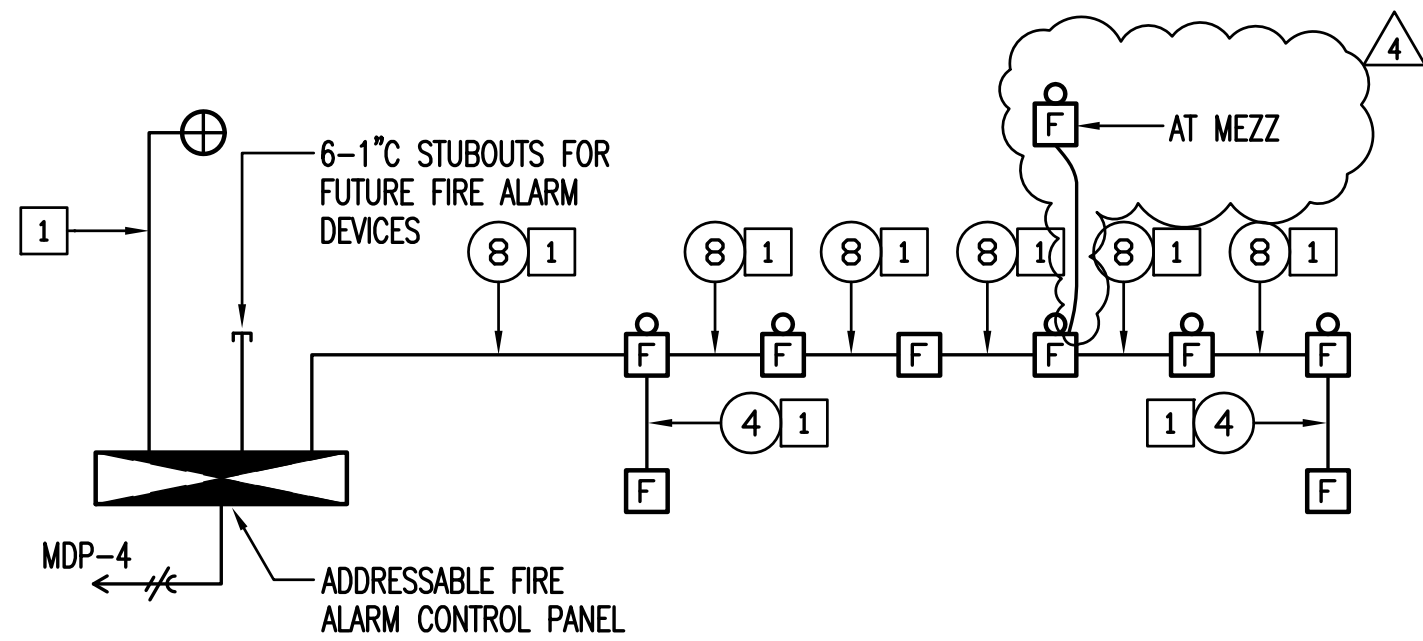 4
F
AT MEZZ
6-1"C STUBOUTS FOR
FUTURE FIRE ALARM
DEVICES
1
8 1
8 1
8 1
8 1
8 1
8 1
F
F
F
F
F
F
4 1
1 4
F
F
MDP-4
ADDRESSABLE FIRE
ALARM CONTROL PANEL